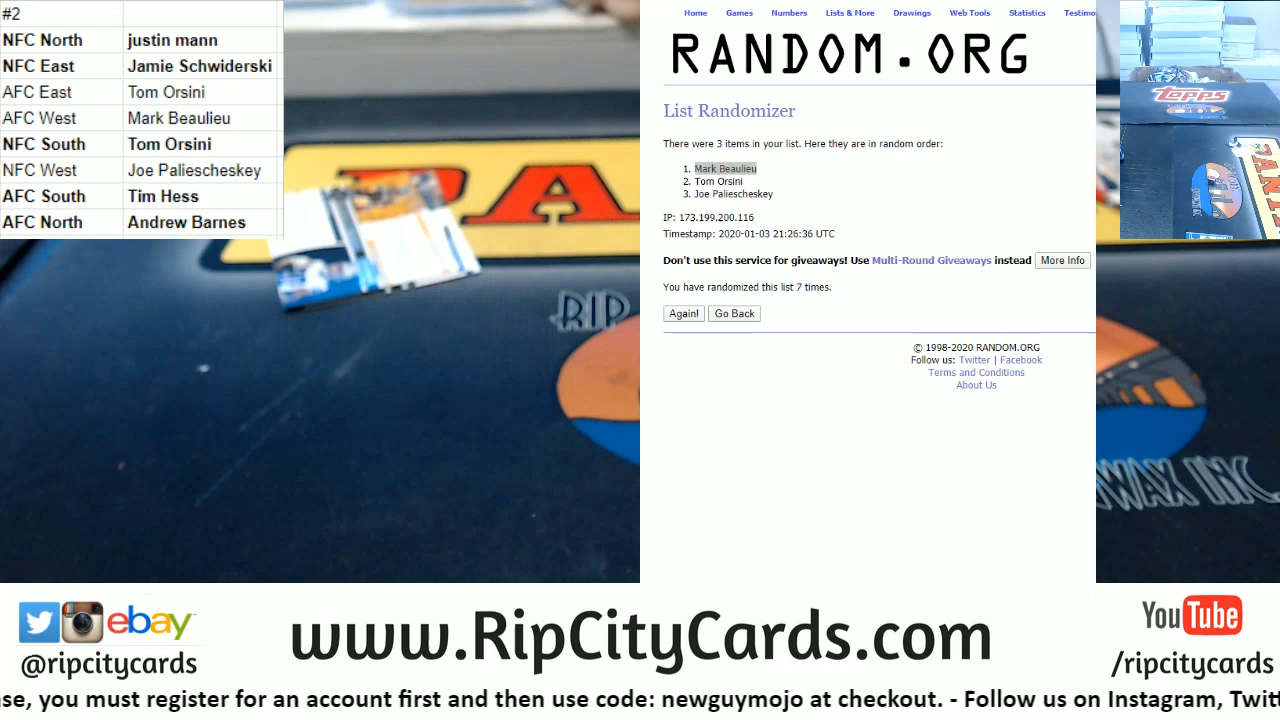 #2
NFC North justin mann
NFC East Jamie Schwiderski
AFC East Tom Orsini
AFC West Mark Beaulieu
NFC South Tom Orsini
NFC West Joe Paliescheskey
AFC South Tim Hess
AFC North Andrew Barnes
RIP
Home Games Numbers Lists & More Drawings Web Tools Statistics Testimo
RANDOM.ORG
List Randomizer
There were 3 items in your list. Here they are in random order:
1. Mark Beaulieu
2. Tom Orsini
3. Joe Paliescheskey
IP: 173.199.200.116
Timestamp: 2020-01-03 21:26:36 UTC
Don't use this service for giveaways! Use Multi-Round Giveaways instead More Info
You have randomized this list 7 times.
Again! Go Back
© 1998-2020 RANDOM.ORG
Follow us: Twitter | Facebook
Terms and Conditions
About Us
Topps
WAX INC
ebay
@ripcitycards
www.RipCityCards.com
YouTube
/ripcitycards
se, you must register for an account first and then use code: newguymojo at checkout. - Follow us on Instagram, Twitt